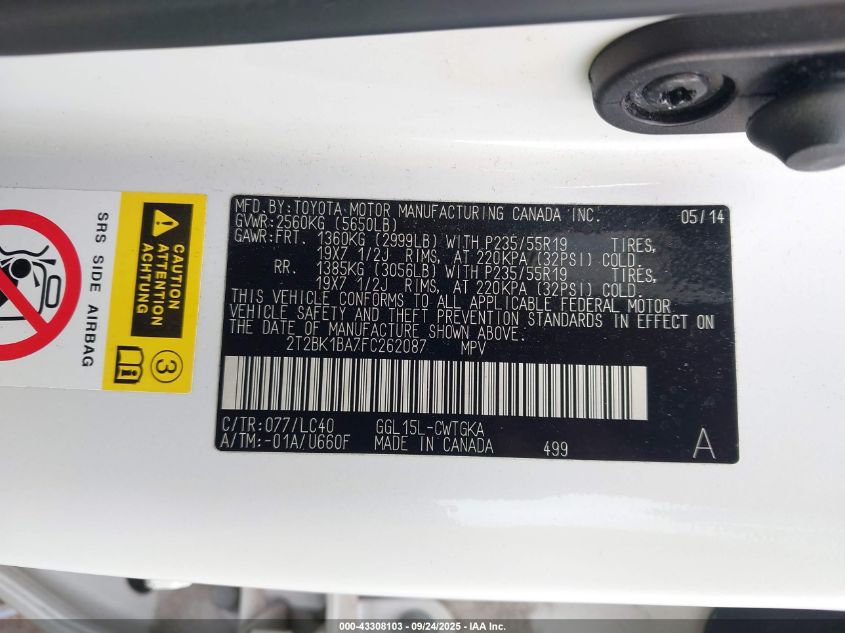 SRS SIDE AIRBAG
CAUTION
ATTENTION
ACHTUNG
3
MFD.BY:TOYOTA MOTOR MANUFACTURING CANADA INC. 05/14
GVWR:2560KG (5650LB)
GAWR:FRT. 1360KG (2999LB) WITH P235/55R19 TIRES,
19X7 1/2J RIMS, AT 220KPA (32PSI) COLD.
RR. 1385KG (3056LB) WITH P235/55R19 TIRES,
19X7 1/2J RIMS, AT 220KPA (32PSI) COLD.
THIS VEHICLE CONFORMS TO ALL APPLICABLE FEDERAL MOTOR
VEHICLE SAFETY AND THEFT PREVENTION STANDARDS IN EFFECT ON
THE DATE OF MANUFACTURE SHOWN ABOVE.
2T2BK1BA7FC262087 MPV
C/TR:077/LC40 GGL15L-CWTGKA
A/TM:-01A/U660F MADE IN CANADA 499 A
000-43308103 - 09/24/2025 - IAA Inc.